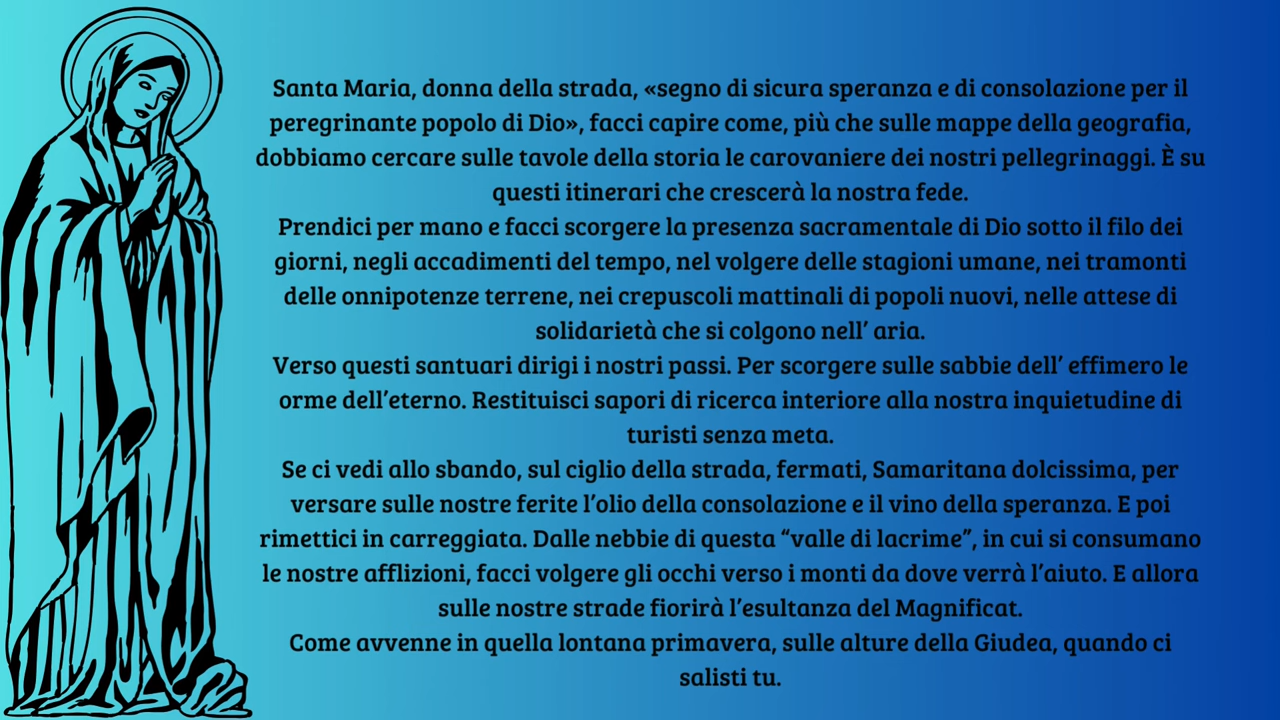 Santa Maria, donna della strada, «segno di sicura speranza e di consolazione per il
peregrinante popolo di Dio», facci capire come, più che sulle mappe della geografia,
dobbiamo cercare sulle tavole della storia le carovaniere dei nostri pellegrinaggi. È su
questi itinerari che crescerà la nostra fede.
Prendici per mano e facci scorgere la presenza sacramentale di Dio sotto il filo dei
giorni, negli accadimenti del tempo, nel volgere delle stagioni umane, nei tramonti
delle onnipotenze terrene, nei crepuscoli mattinali di popoli nuovi, nelle attese di
solidarietà che si colgono nell’ aria.
Verso questi santuari dirigi i nostri passi. Per scorgere sulle sabbie dell’ effimero le
orme dell’eterno. Restituisci sapori di ricerca interiore alla nostra inquietudine di
turisti senza meta.
Se ci vedi allo sbando, sul ciglio della strada, fermati, Samaritana dolcissima, per
versare sulle nostre ferite l’olio della consolazione e il vino della speranza. E poi
rimettici in carreggiata. Dalle nebbie di questa “valle di lacrime”, in cui si consumano
le nostre afflizioni, facci volgere gli occhi verso i monti da dove verrà l’aiuto. E allora
sulle nostre strade fiorirà l’esultanza del Magnificat.
Come avvenne in quella lontana primavera, sulle alture della Giudea, quando ci
salisti tu.